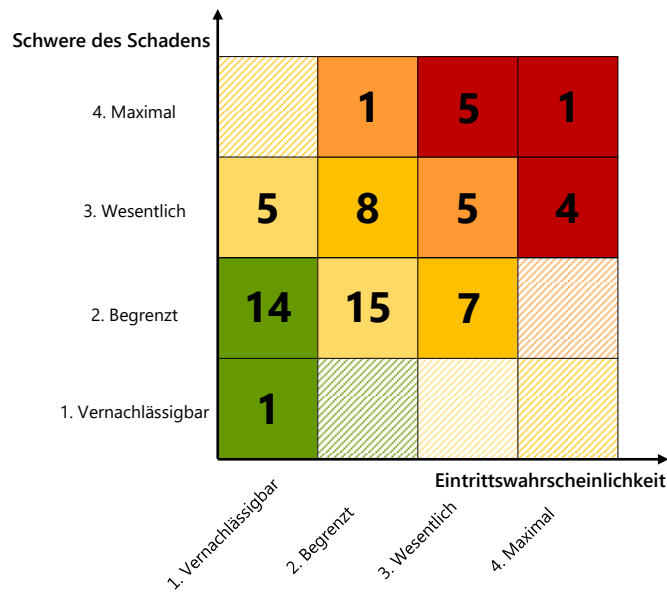 Schwere des Schadens
4. Maximal
1
5
1
3. Wesentlich
5
8
5
4
2. Begrenzt
14
15
7
1. Vernachlässigbar
1
Eintrittswahrscheinlichkeit
1. Vernachlässigbar
2. Begrenzt
3. Wesentlich
4. Maximal